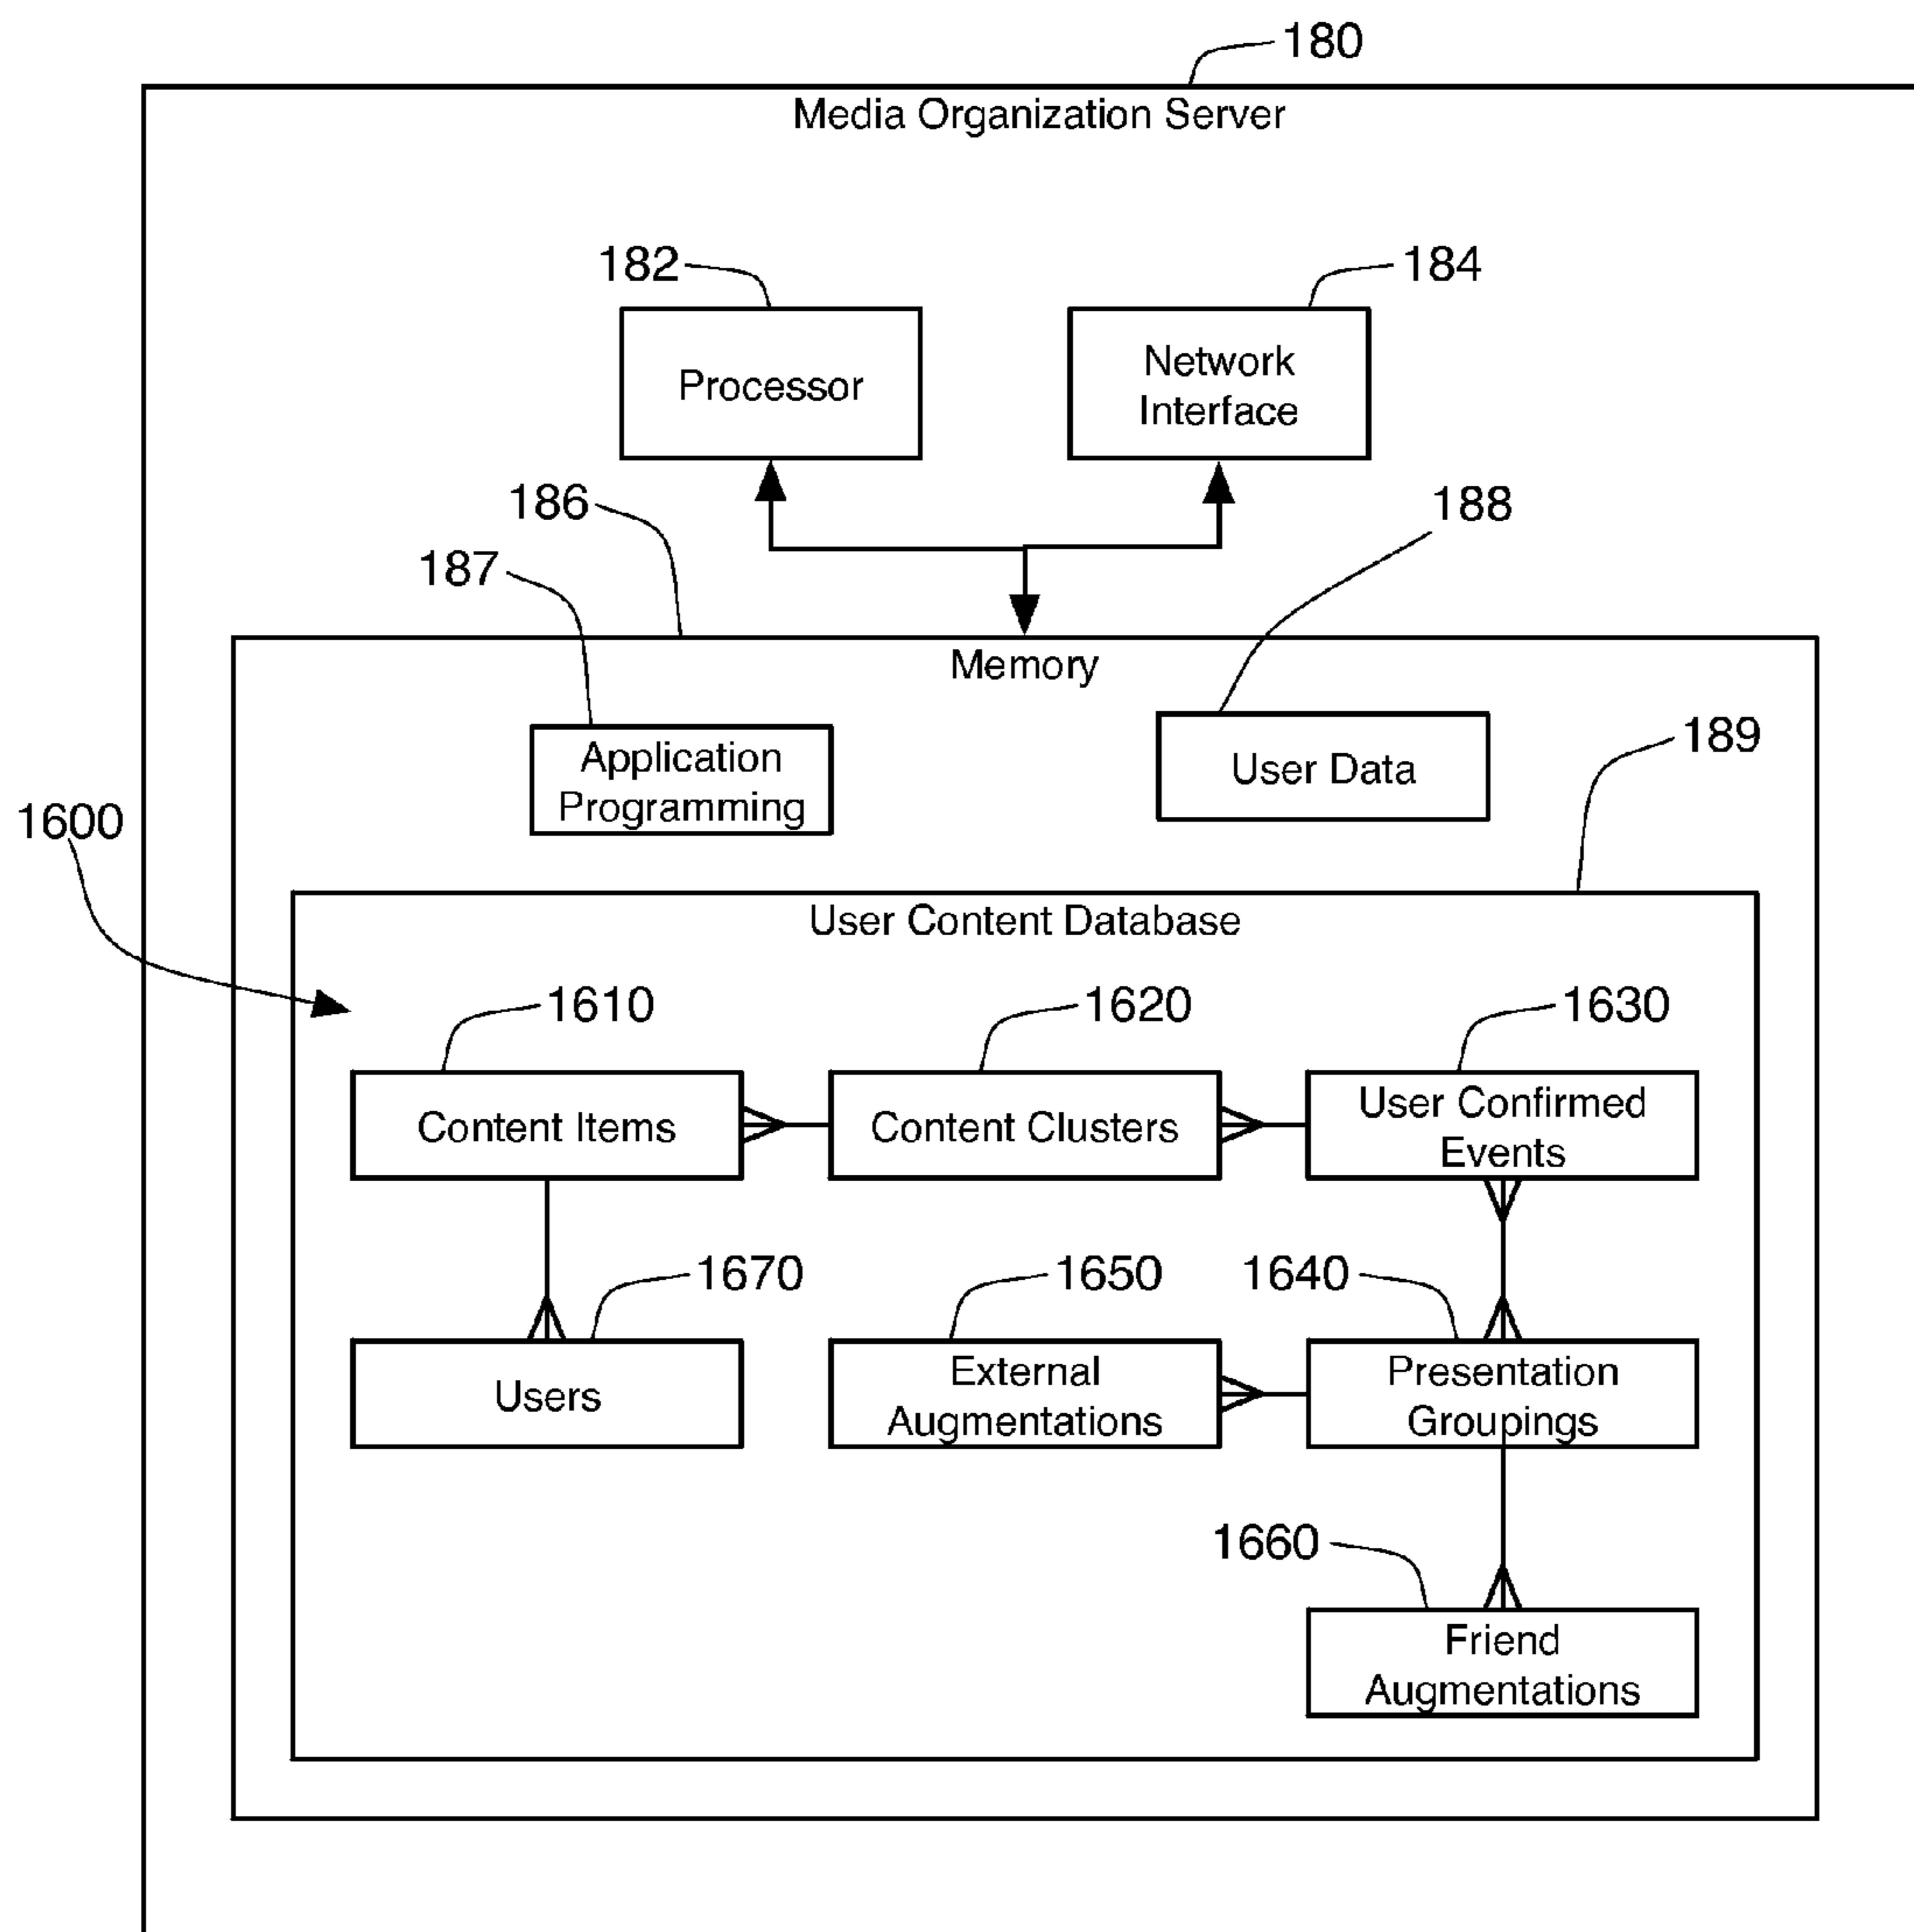 180
Media Organization Server
182
184
Processor
Network
Interface
186
188
187
Memory
Application
Programming
User Data
189
1600
User Content Database
1610
1620
1630
Content Items
Content Clusters
User Confirmed
Events
1670
1650
1640
Users
External
Augmentations
Presentation
Groupings
1660
Friend
Augmentations